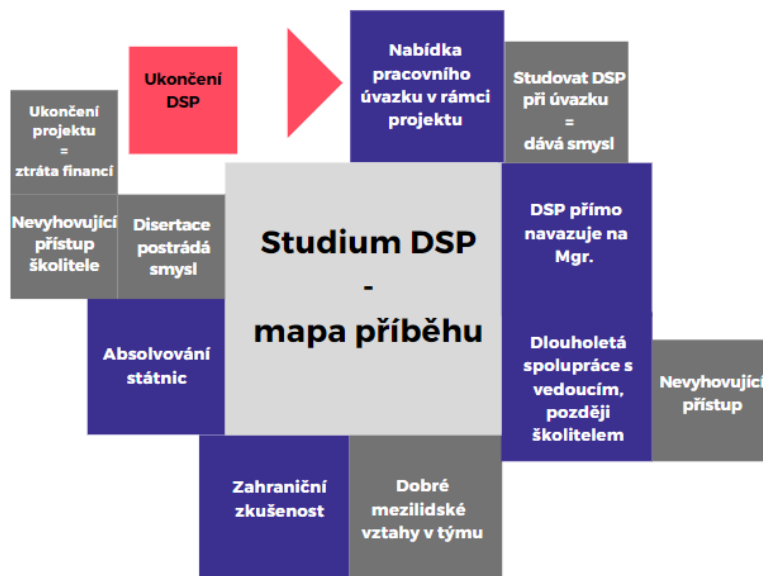 Nabídka
pracovního
úvazku v rámci
projektu
Studovat DSP
při úvazku
=
dává smysl
DSP přímo
navazuje na
Mgr.
Dlouholetá
spolupráce s
vedoucím,
později
školitelem
Nevyhovující
přístup
Dobré
mezilidské
vztahy v týmu
Zahraniční
zkušenost
Absolvování
státnic
Disertace
postrádá
smysl
Nevyhovující
přístup
školitele
Ukončení
projektu
=
ztráta financí
Ukončení
DSP
Studium DSP
-
mapa příběhu